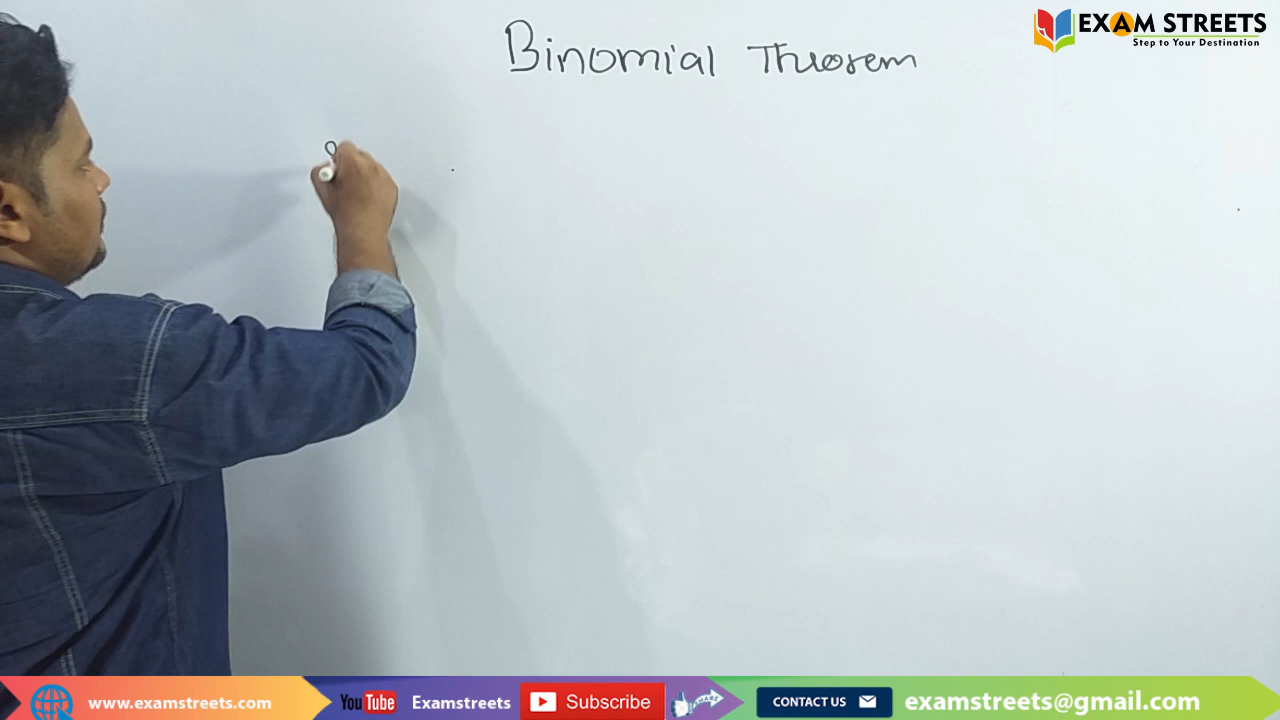 Binomial Theorem
EXAM STREETS
Step to Your Destination
www.examstreets.com
YouTube Examstreets
Subscribe
SHARE
CONTACT US
examstreets@gmail.com